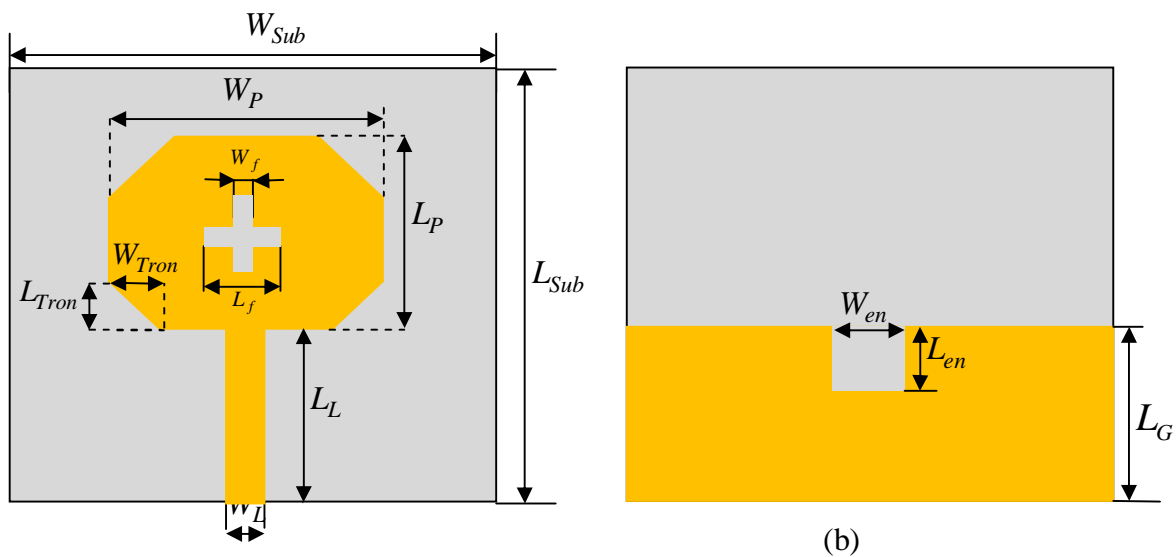 W_Sub
W_P
W_f
L_P
W_Tron
L_Tron
L_f
L_Sub
L_L
W_L
W_en
L_en
L_G
(b)